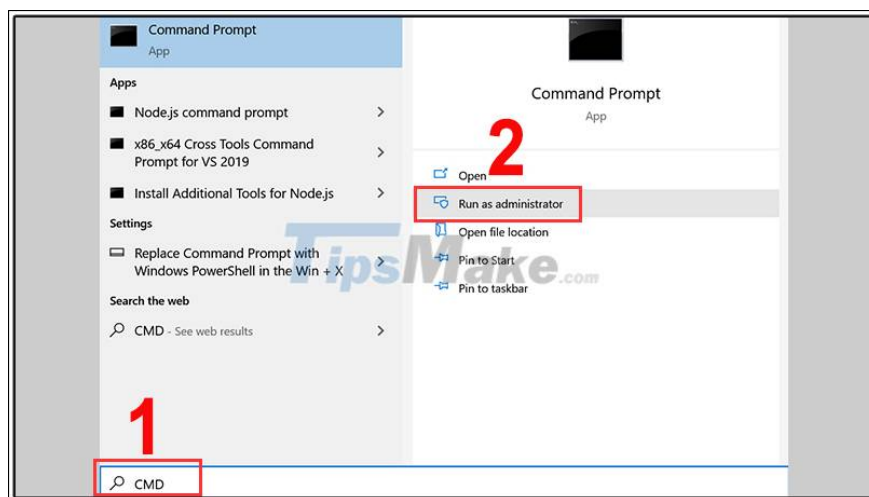 Command Prompt
App
Apps
Node.js command prompt
x86_x64 Cross Tools Command
Prompt for VS 2019
Install Additional Tools for Node.js
Settings
Replace Command Prompt with
Windows PowerShell in the Win + X
Search the web
CMD - See web results
1
CMD
Command Prompt
App
2
Open
Run as administrator
Open file location
Pin to Start
Pin to taskbar
TipsMake.com